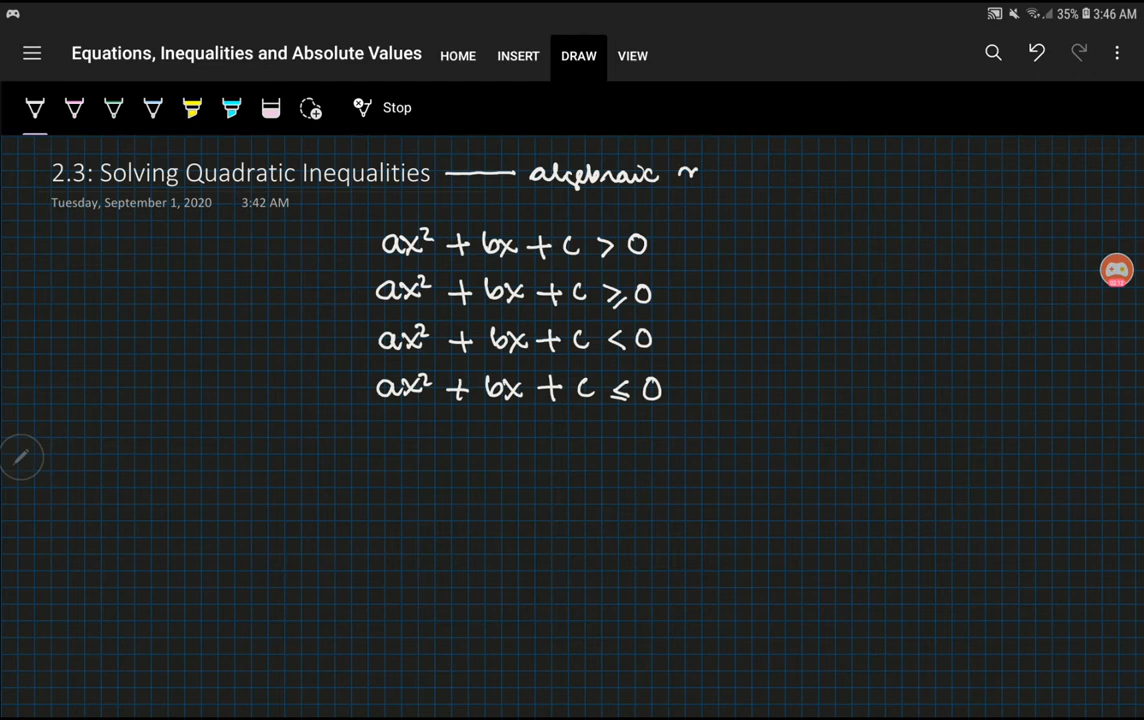 35% 3:46 AM
Equations, Inequalities and Absolute Values HOME INSERT DRAW VIEW
Stop
2.3: Solving Quadratic Inequalities —— algebraic
Tuesday, September 1, 2020 3:42 AM
ax² + bx + c > 0
ax² + bx + c ≥ 0
ax² + bx + c < 0
ax² + bx + c ≤ 0